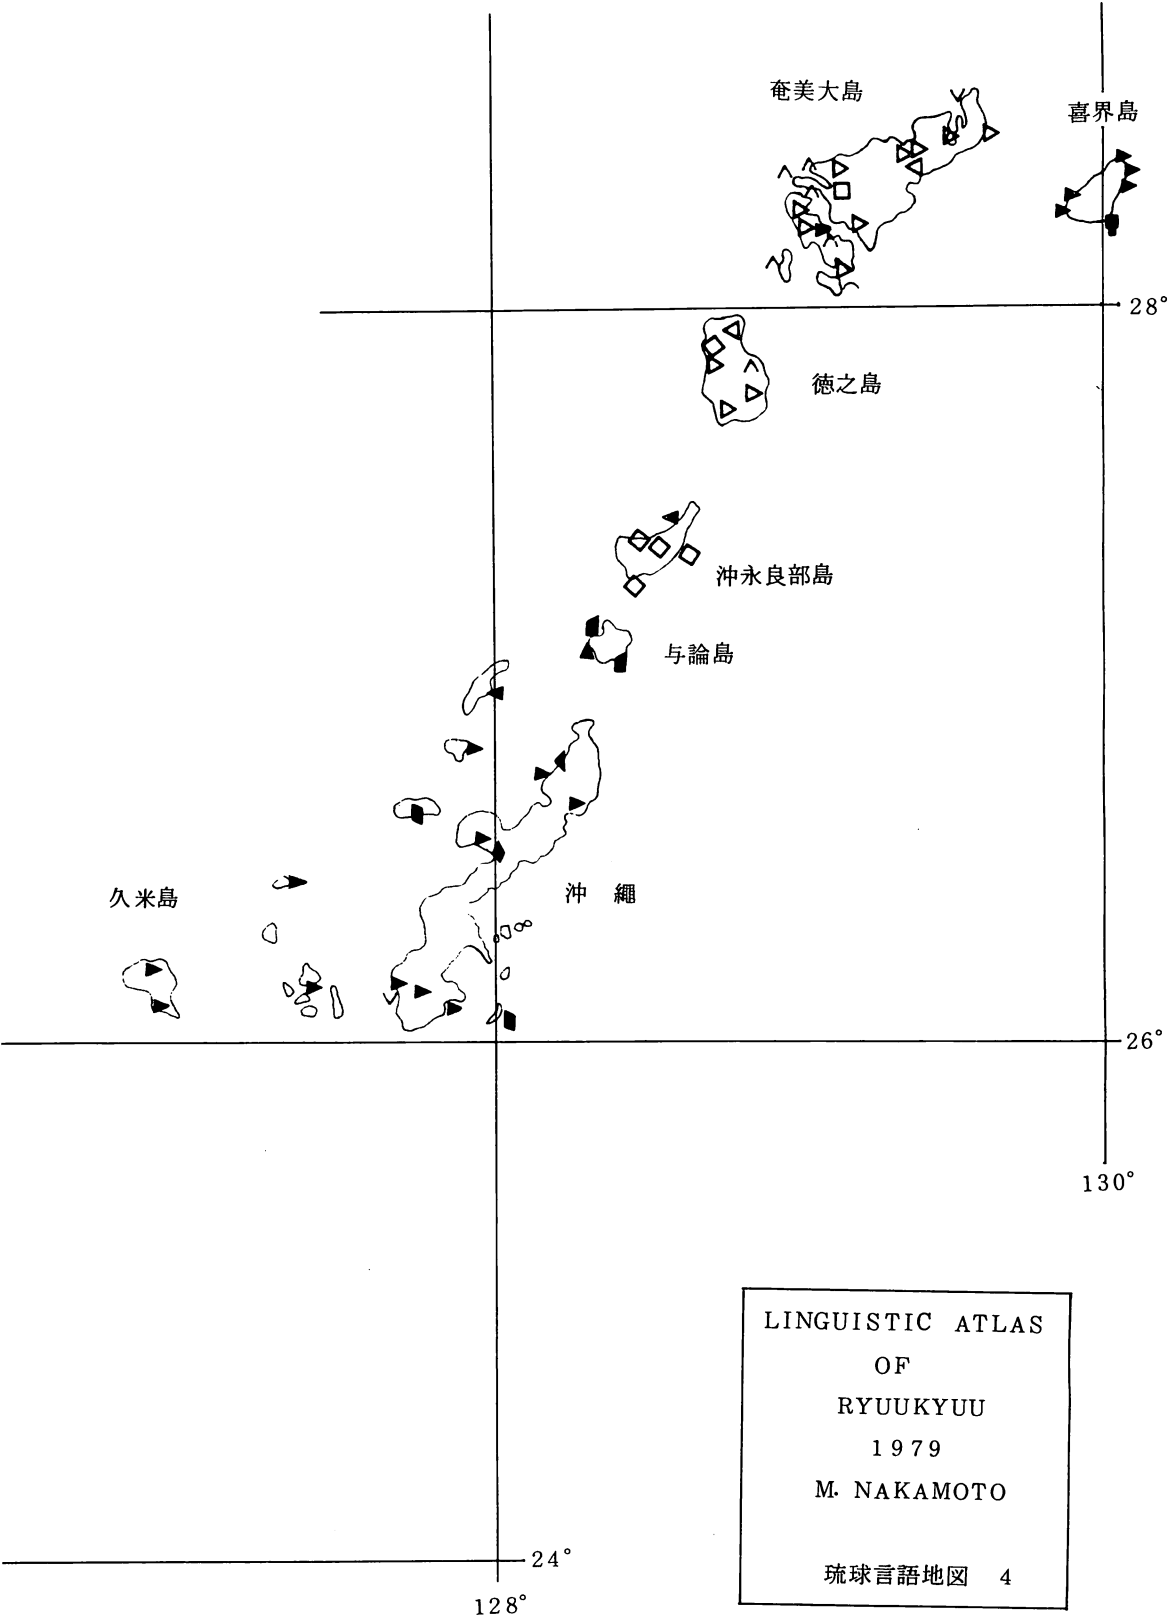 奄美大島
喜界島
28°
徳之島
沖永良部島
与論島
久米島
沖 繩
26°
130°
LINGUISTIC ATLAS
OF
RYUUKYUU
1979
M. NAKAMOTO
琉球言語地図 4
24°
128°